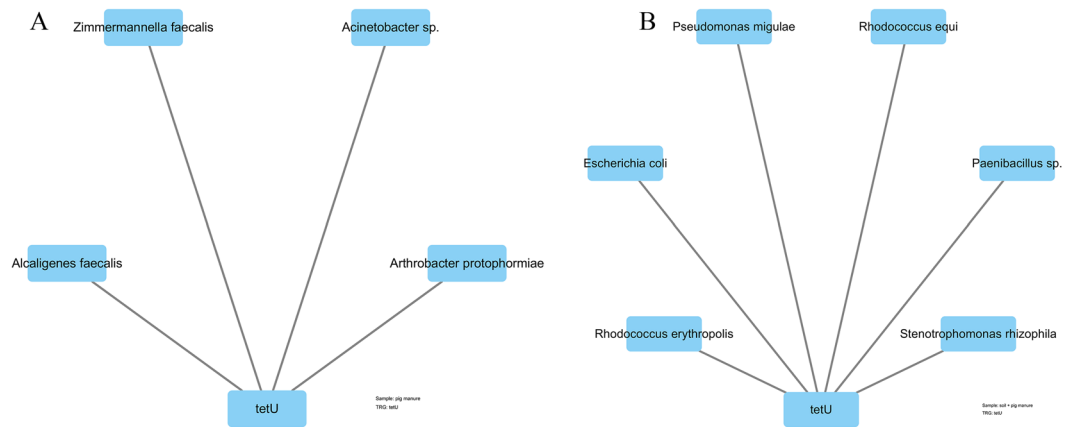 A
Zimmermannella faecalis
Acinetobacter sp.
Alcaligenes faecalis
Arthrobacter protophormiae
tetU
Sample: pig manure
TRG: tetU
B
Pseudomonas migulae
Rhodococcus equi
Escherichia coli
Paenibacillus sp.
Rhodococcus erythropolis
Stenotrophomonas rhizophila
tetU
Sample: soil + pig manure
TRG: tetU